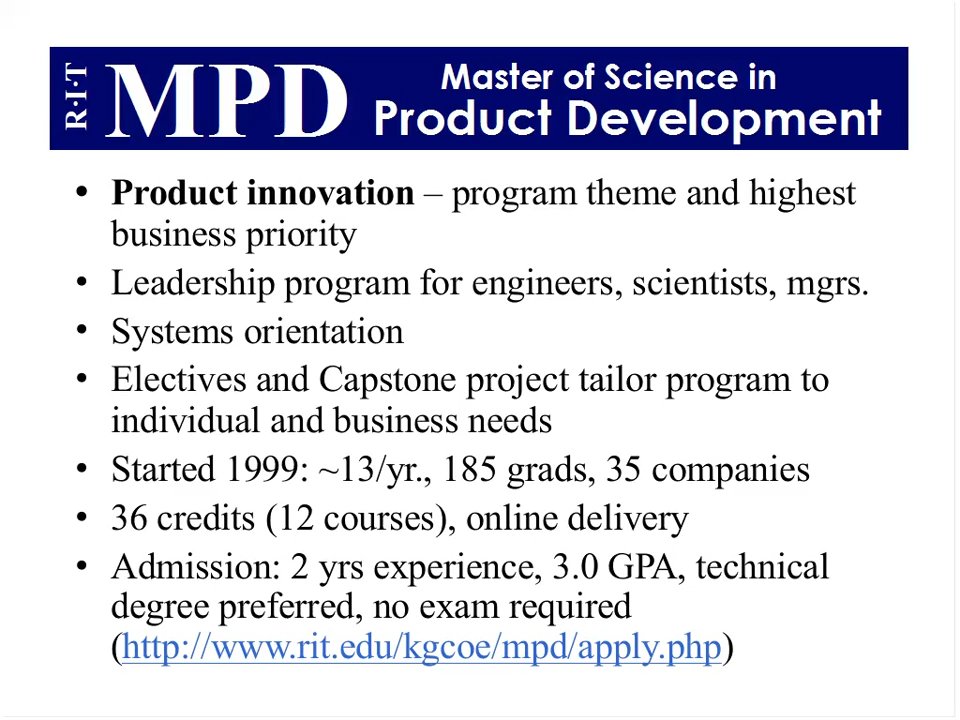 R·I·T
MPD
Master of Science in
Product Development
• Product innovation – program theme and highest
business priority
• Leadership program for engineers, scientists, mgrs.
• Systems orientation
• Electives and Capstone project tailor program to
individual and business needs
• Started 1999: ~13/yr., 185 grads, 35 companies
• 36 credits (12 courses), online delivery
• Admission: 2 yrs experience, 3.0 GPA, technical
degree preferred, no exam required
(http://www.rit.edu/kgcoe/mpd/apply.php)